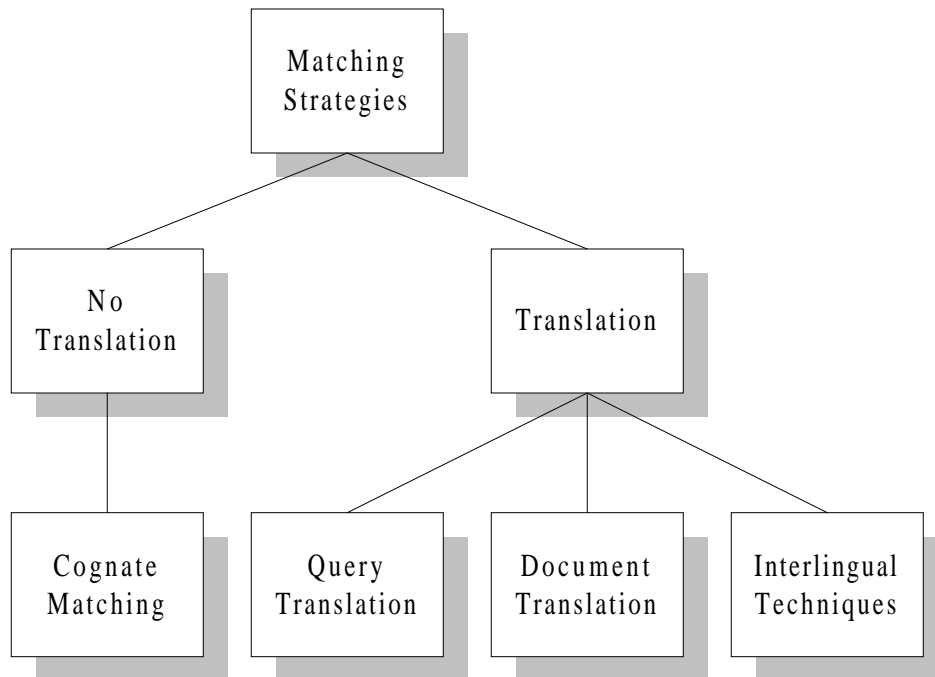 Matching
Strategies
No
Translation
Translation
Cognate
Matching
Query
Translation
Document
Translation
Interlingual
Techniques